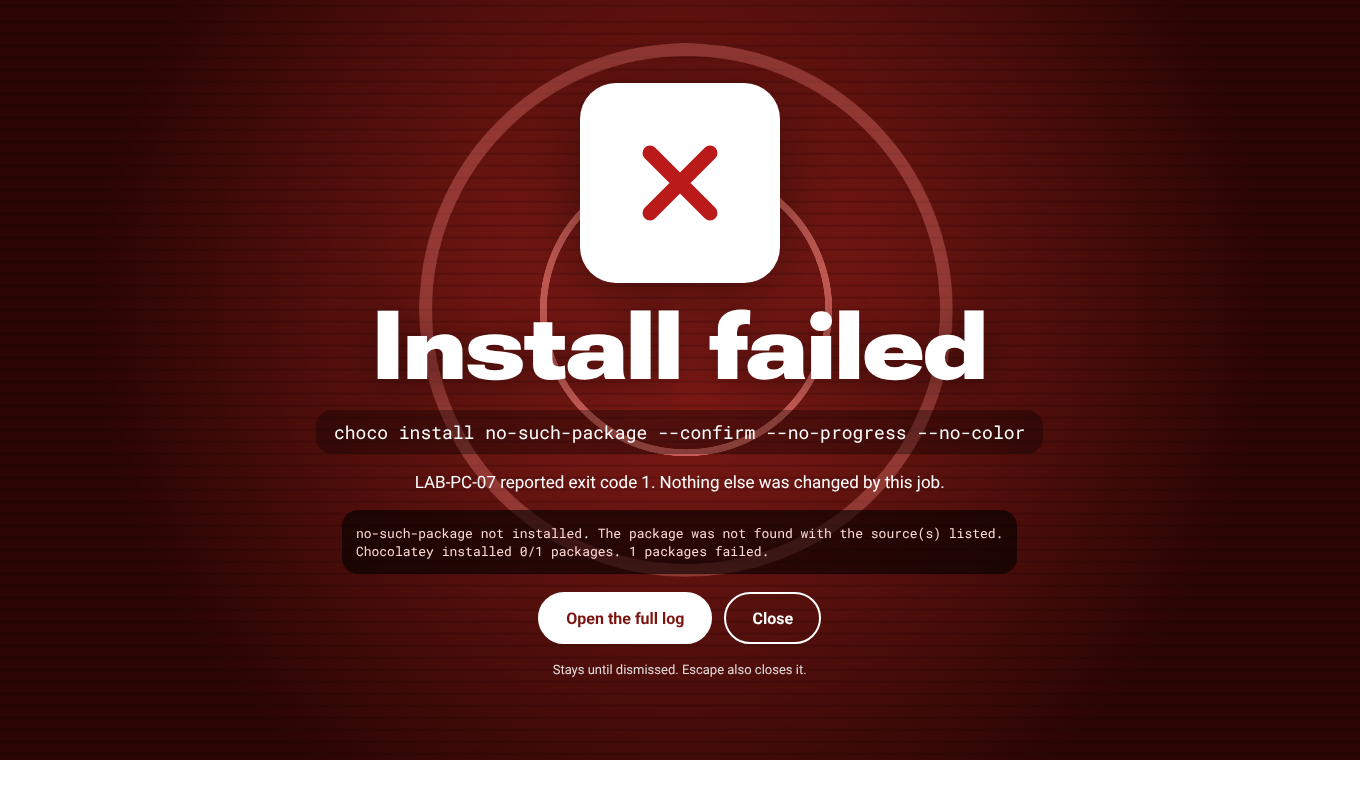 Install failed
choco install no-such-package --confirm --no-progress --no-color
LAB-PC-07 reported exit code 1. Nothing else was changed by this job.
no-such-package not installed. The package was not found with the source(s) listed.
Chocolatey installed 0/1 packages. 1 packages failed.
Open the full log
Close
Stays until dismissed. Escape also closes it.